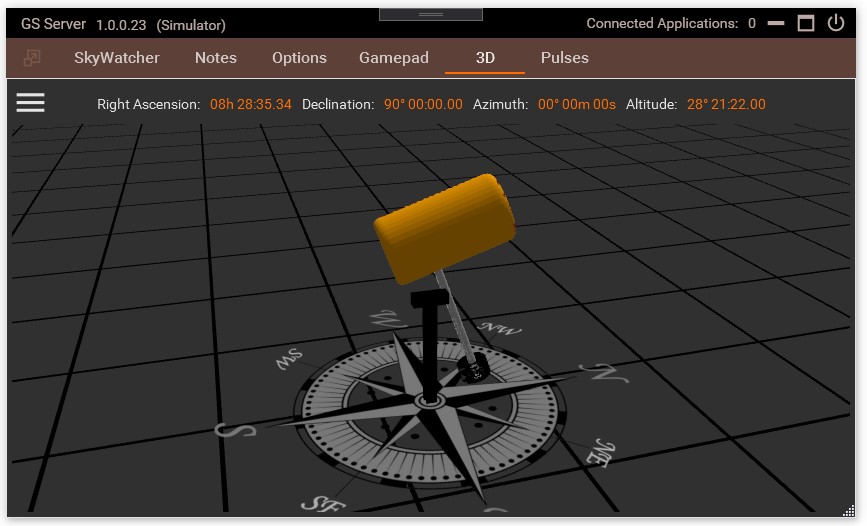 GS Server 1.0.0.23 (Simulator) Connected Applications: 0
SkyWatcher Notes Options Gamepad 3D Pulses
Right Ascension: 08h 28:35.34 Declination: 90° 00:00.00 Azimuth: 00° 00m 00s Altitude: 28° 21:22.00
W NW
SW N
S NE
SE